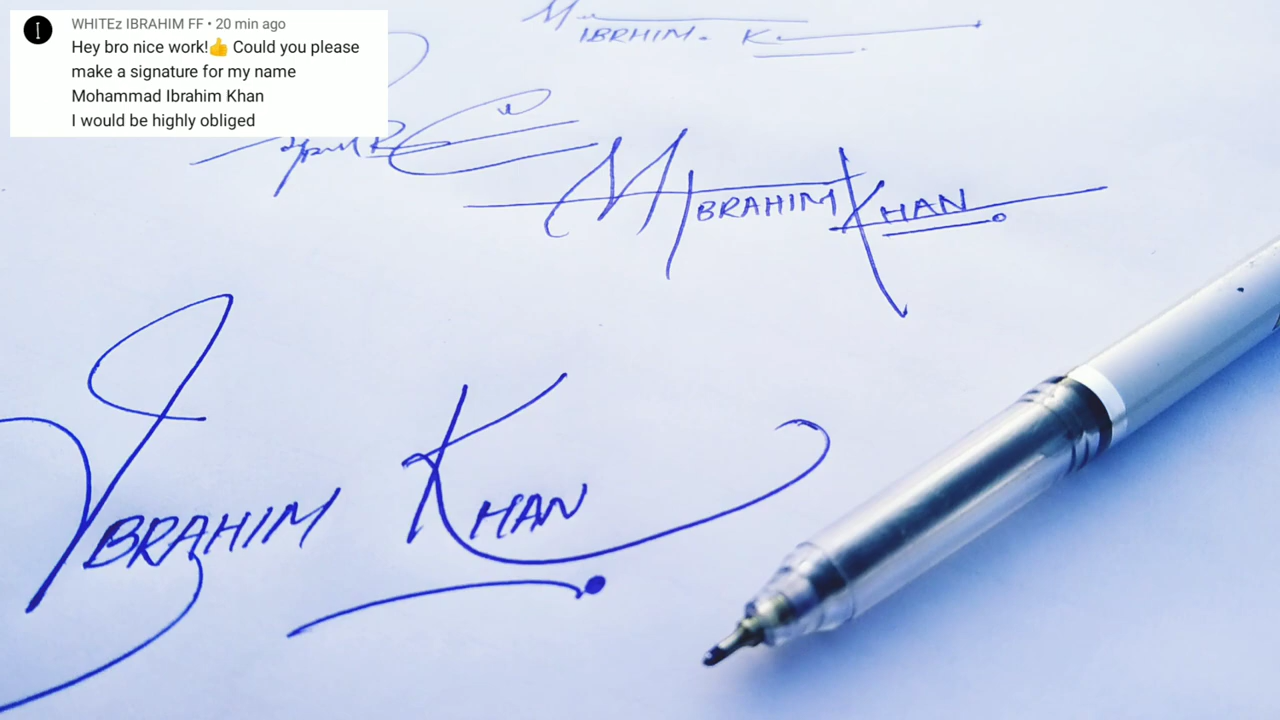 WHITEz IBRAHIM FF • 20 min ago
Hey bro nice work!👍 Could you please
make a signature for my name
Mohammad Ibrahim Khan
I would be highly obliged
IBRHIM. K
M IBRAHIM KHAN
IBRAHIM KHAN